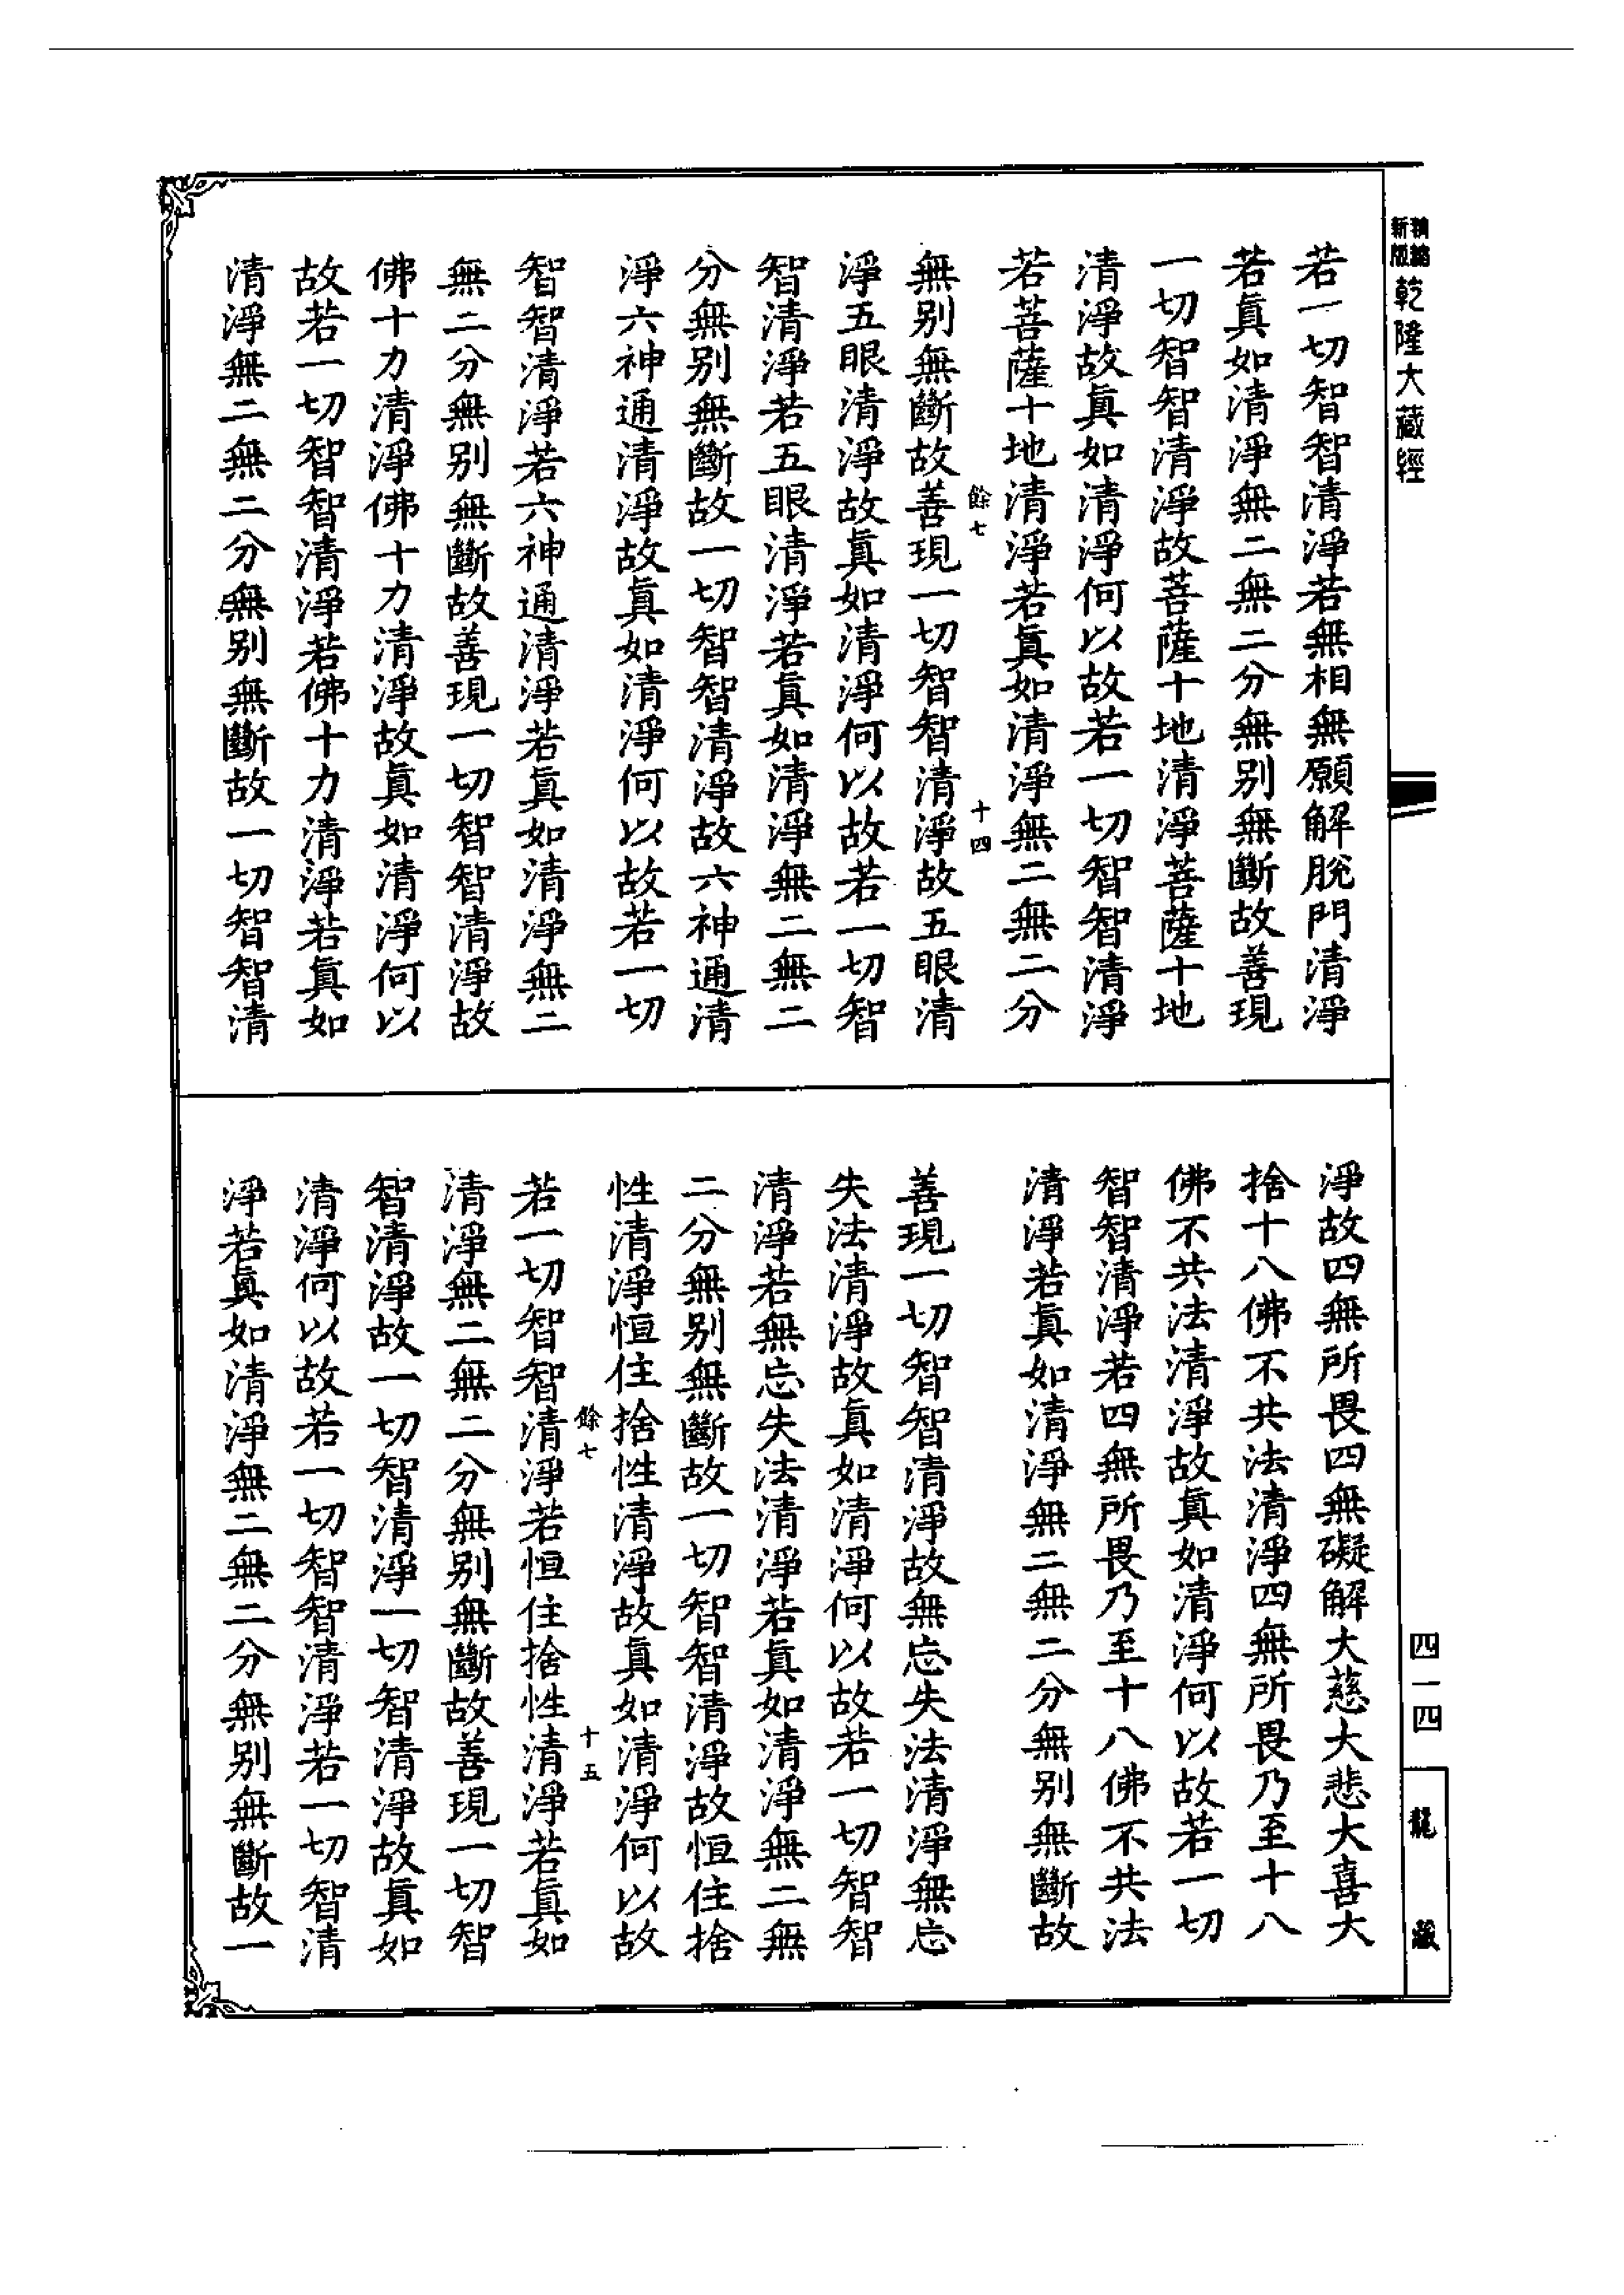 新版
精縮
乾隆大藏經
若一切智智清淨若無相無願解脫門清淨
若眞如清淨無二無二分無別無斷故善現
一切智智清淨故菩薩十地清淨菩薩十地
清淨故眞如清淨何以故若一切智智清淨
若菩薩十地清淨若眞如清淨無二無二分
餘七
十四
無別無斷故善現一切智智清淨故五眼清
淨五眼清淨故眞如清淨何以故若一切智
智清淨若五眼清淨若眞如清淨無二無二
分無別無斷故一切智智清淨故六神通清
淨六神通清淨故眞如清淨何以故若一切
智智清淨若六神通清淨若眞如清淨無二
無二分無別無斷故善現一切智智清淨故
佛十力清淨佛十力清淨故眞如清淨何以
故若一切智智清淨若佛十力清淨若眞如
清淨無二無二分無別無斷故一切智智清
四一四
龍藏
淨故四無所畏四無礙解大慈大悲大喜大
捨十八佛不共法清淨四無所畏乃至十八
佛不共法清淨故眞如清淨何以故若一切
智智清淨若四無所畏乃至十八佛不共法
清淨若眞如清淨無二無二分無別無斷故
善現一切智智清淨故無忘失法清淨無忘
失法清淨故眞如清淨何以故若一切智智
清淨若無忘失法清淨若眞如清淨無二無
二分無別無斷故一切智智清淨故恒住捨
性清淨恒住捨性清淨故眞如清淨何以故
餘七
十五
若一切智智清淨若恒住捨性清淨若眞如
清淨無二無二分無別無斷故善現一切智
智清淨故一切智清淨一切智清淨故眞如
清淨何以故若一切智智清淨若一切智清
淨若眞如清淨無二無二分無別無斷故一